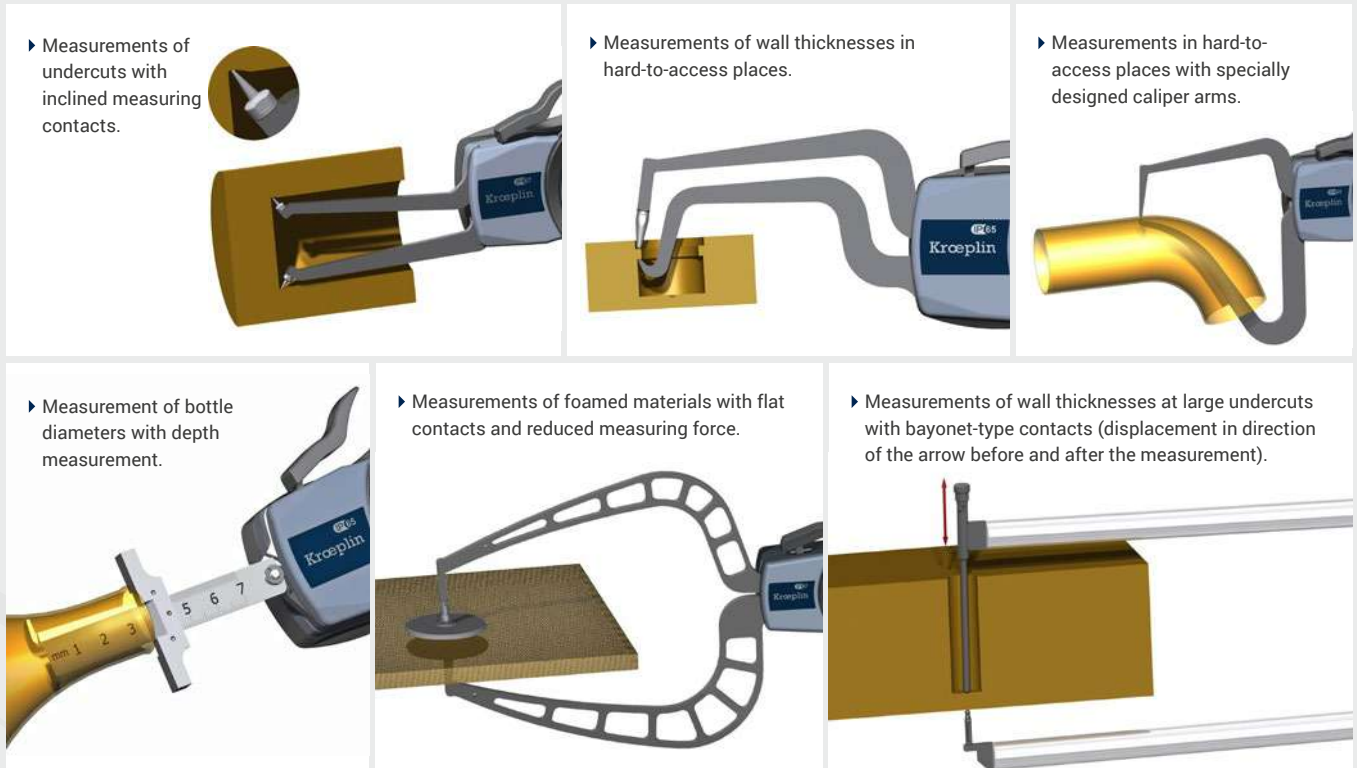 Measurements of
undercuts with
inclined measuring
contacts.
Kroeplin
Measurements of wall thicknesses in
hard-to-access places.
IP65
Kroeplin
Measurements in hard-to-
access places with specially
designed caliper arms.
Kroeplin
Measurement of bottle
diameters with depth
measurement.
IP65
Kroeplin
mm 1 2 3 5 6 7
Measurements of foamed materials with flat
contacts and reduced measuring force.
Kroeplin
Measurements of wall thicknesses at large undercuts
with bayonet-type contacts (displacement in direction
of the arrow before and after the measurement).